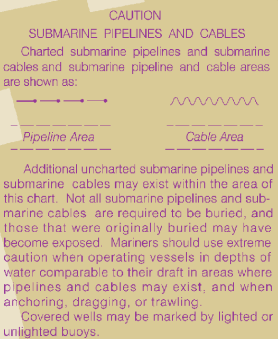 CAUTION
SUBMARINE PIPELINES AND CABLES
Charted submarine pipelines and submarine
cables and submarine pipeline and cable areas
are shown as:
Pipeline Area Cable Area
Additional uncharted submarine pipelines and
submarine cables may exist within the area of
this chart. Not all submarine pipelines and sub-
marine cables are required to be buried, and
those that were originally buried may have
become exposed. Mariners should use extreme
caution when operating vessels in depths of
water comparable to their draft in areas where
pipelines and cables may exist, and when
anchoring, dragging, or trawling.
Covered wells may be marked by lighted or
unlighted buoys.